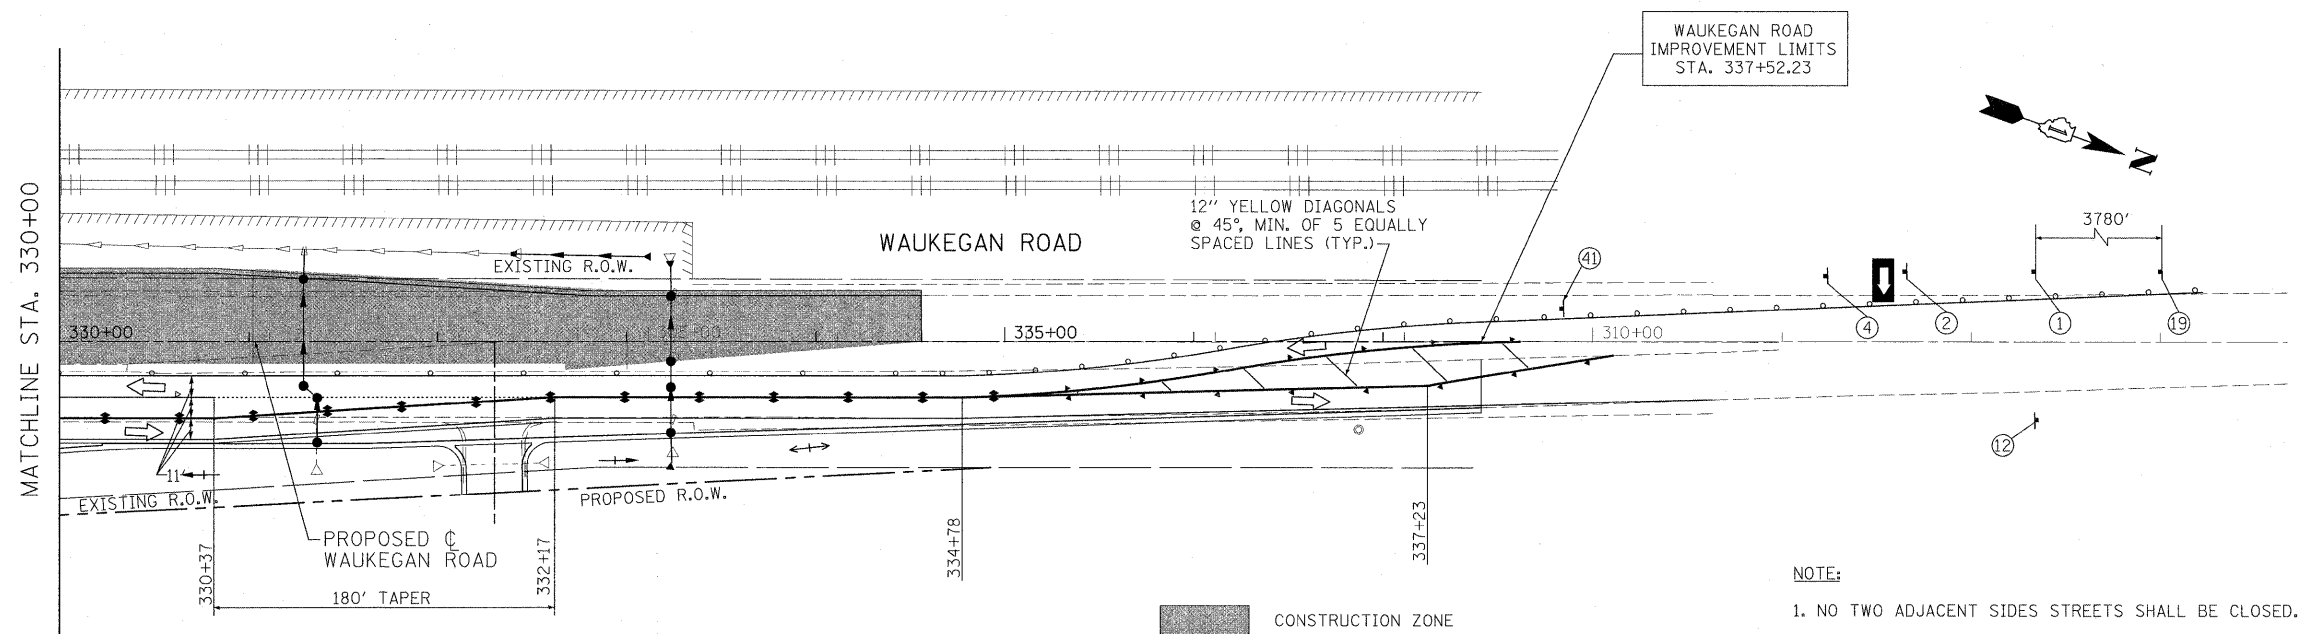 WAUKEGAN ROAD
IMPROVEMENT LIMITS
STA. 337+52.23
N
MATCHLINE STA. 330+00
12" YELLOW DIAGONALS
@ 45°, MIN. OF 5 EQUALLY
SPACED LINES (TYP.)
3780'
WAUKEGAN ROAD
EXISTING R.O.W.
41
330+00
335+00
310+00
4
2
1
19
12
11'
EXISTING R.O.W.
PROPOSED R.O.W.
PROPOSED ℄
WAUKEGAN ROAD
330+37
332+17
334+78
337+23
180' TAPER
CONSTRUCTION ZONE
NOTE:
1. NO TWO ADJACENT SIDES STREETS SHALL BE CLOSED.